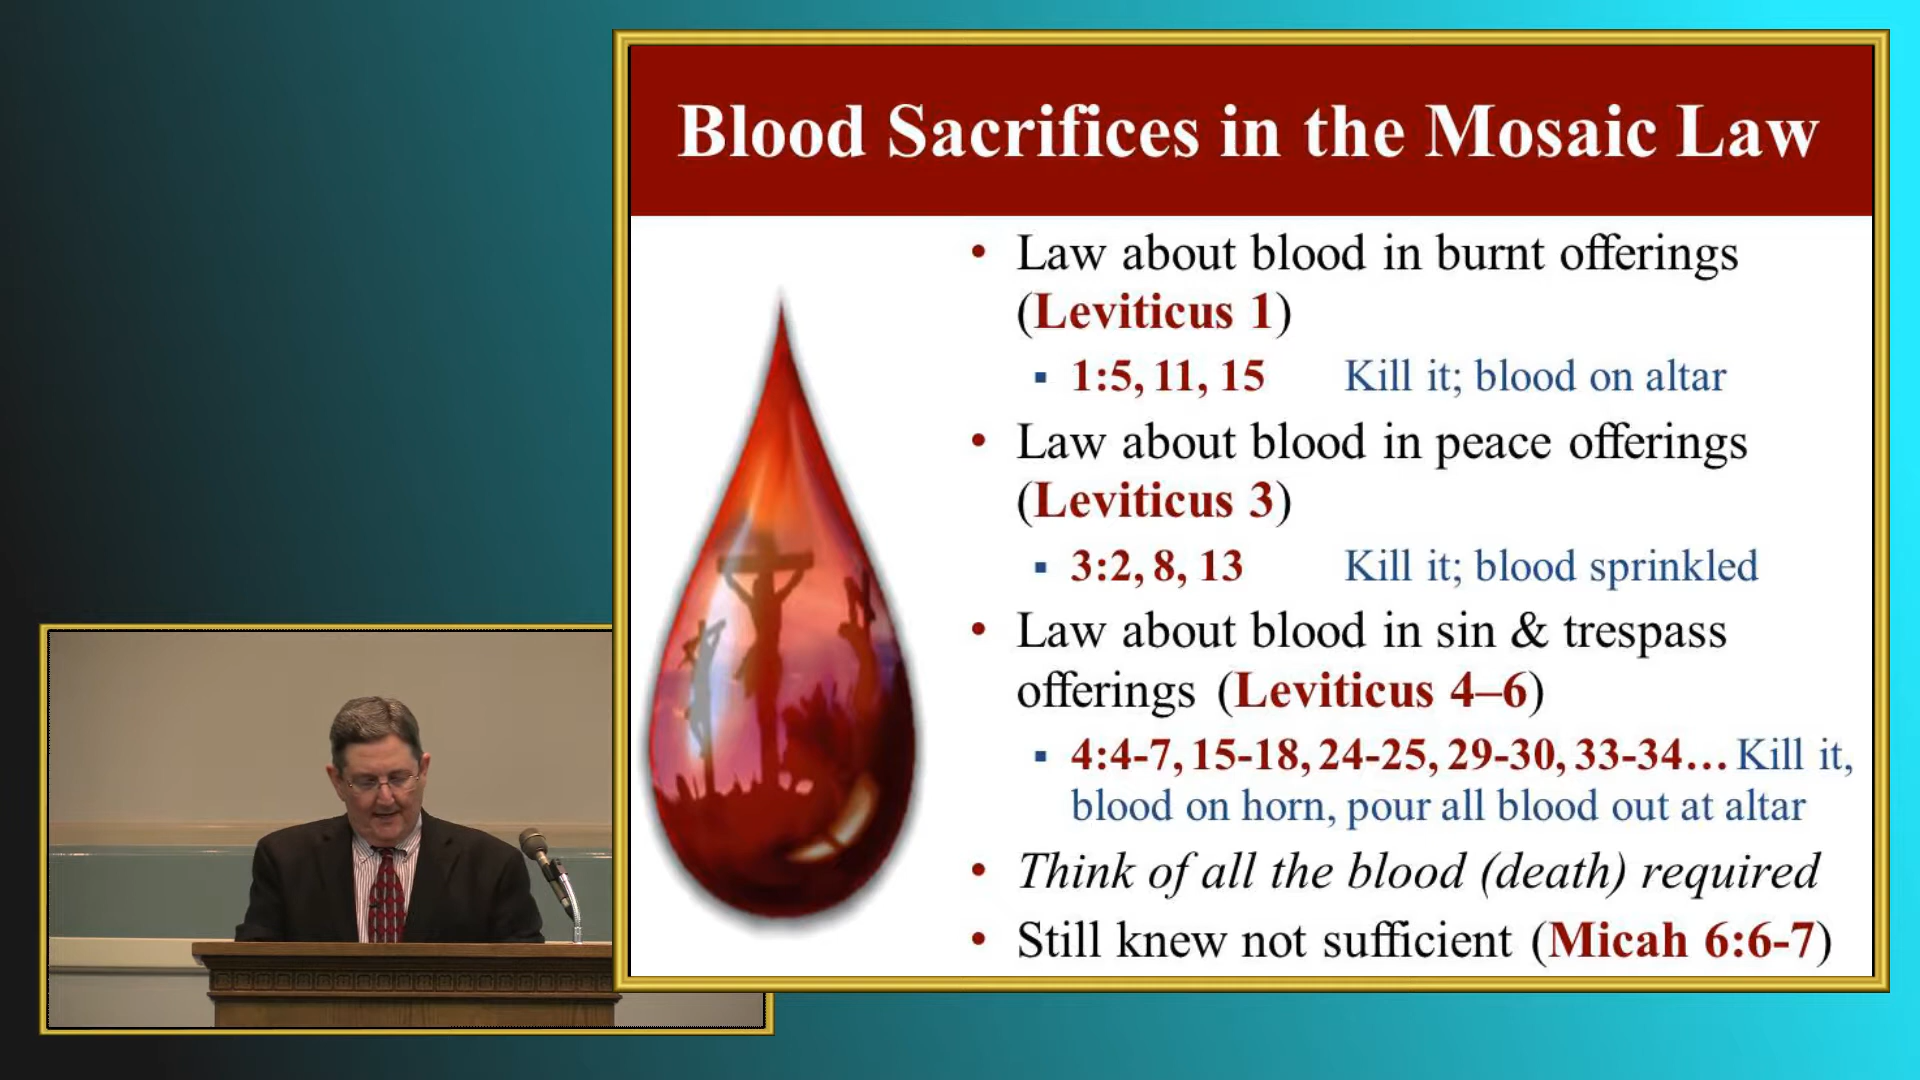 Blood Sacrifices in the Mosaic Law
• Law about blood in burnt offerings
(Leviticus 1)
▪ 1:5, 11, 15 Kill it; blood on altar
• Law about blood in peace offerings
(Leviticus 3)
▪ 3:2, 8, 13 Kill it; blood sprinkled
• Law about blood in sin & trespass
offerings (Leviticus 4–6)
▪ 4:4-7, 15-18, 24-25, 29-30, 33-34… Kill it,
blood on horn, pour all blood out at altar
• Think of all the blood (death) required
• Still knew not sufficient (Micah 6:6-7)